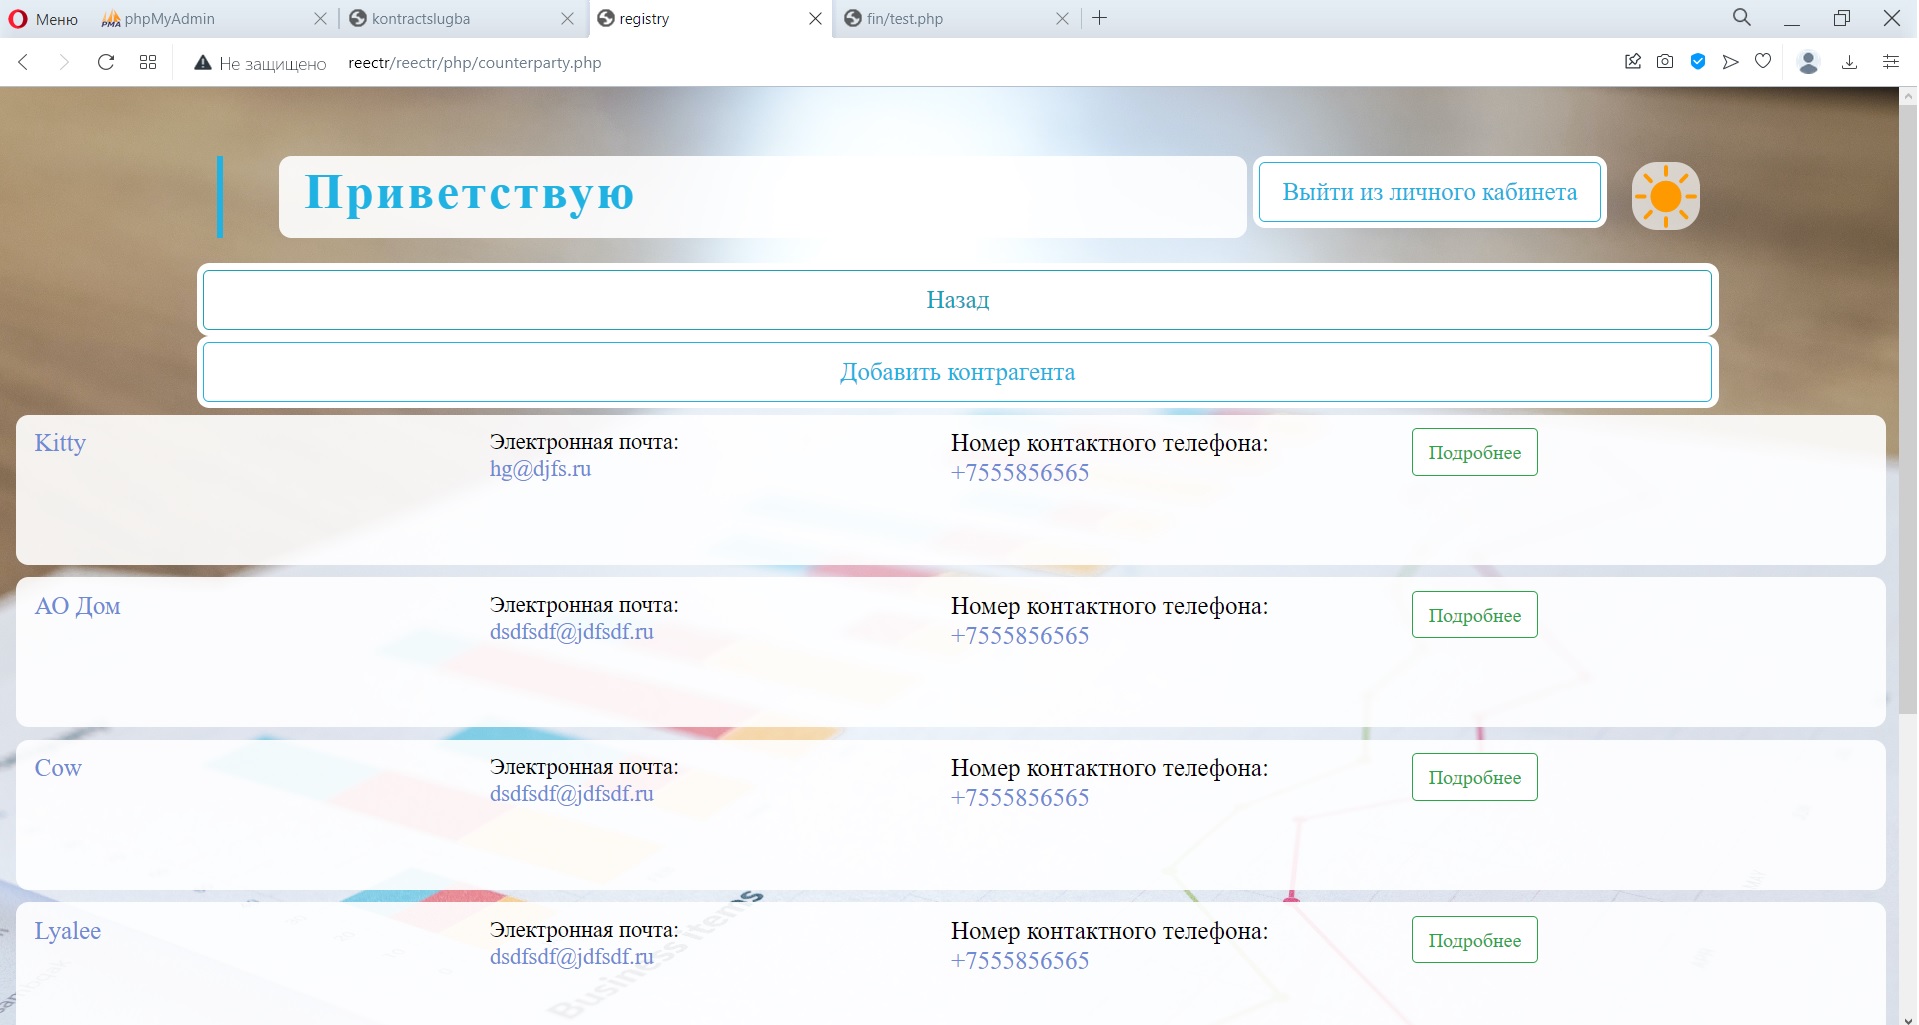 Меню
phpMyAdmin
kontractslugba
registry
fin/test.php
Не защищено
reectr/reectr/php/counterparty.php
Приветствую
Выйти из личного кабинета
Назад
Добавить контрагента
Kitty
Электронная почта:
hg@djfs.ru
Номер контактного телефона:
+7555856565
Подробнее
АО Дом
Электронная почта:
dsdfsdf@jdfsdf.ru
Номер контактного телефона:
+7555856565
Подробнее
Cow
Электронная почта:
dsdfsdf@jdfsdf.ru
Номер контактного телефона:
+7555856565
Подробнее
Lyalee
Электронная почта:
dsdfsdf@jdfsdf.ru
Номер контактного телефона:
+7555856565
Подробнее
Business items